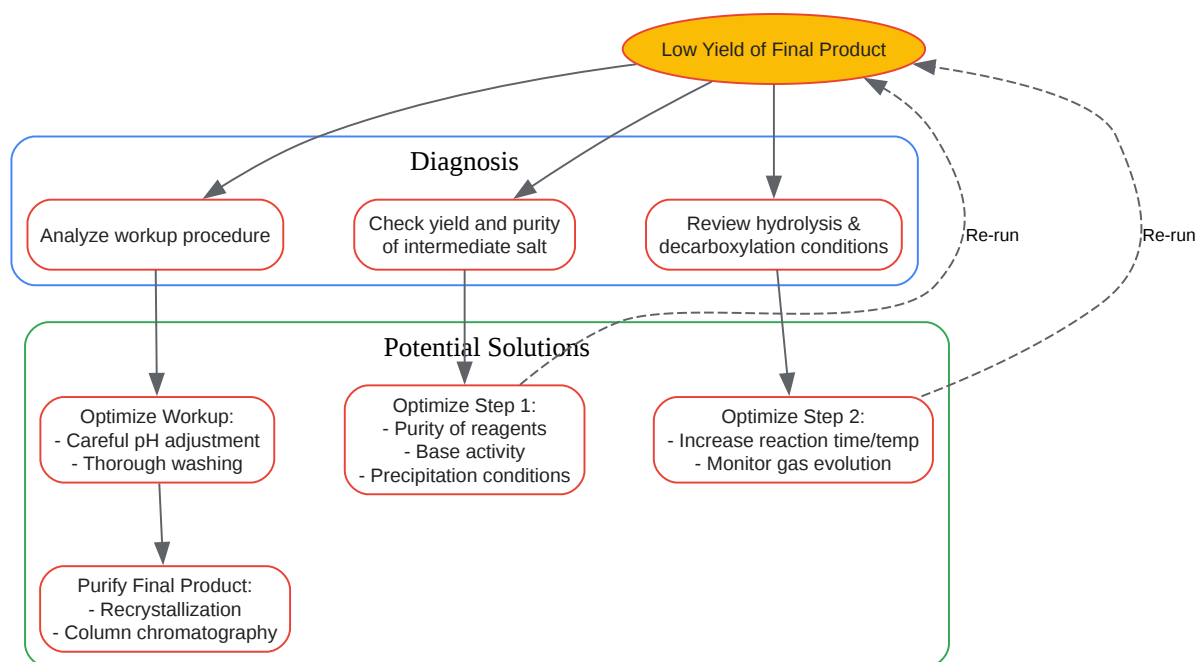 Low Yield of Final Product
Diagnosis
Analyze workup procedure
Check yield and purity
of intermediate salt
Review hydrolysis &
decarboxylation conditions
Re-run
Re-run
Potential Solutions
Optimize Workup:
- Careful pH adjustment
- Thorough washing
Optimize Step 1:
- Purity of reagents
- Base activity
- Precipitation conditions
Optimize Step 2:
- Increase reaction time/temp
- Monitor gas evolution
Purify Final Product:
- Recrystallization
- Column chromatography